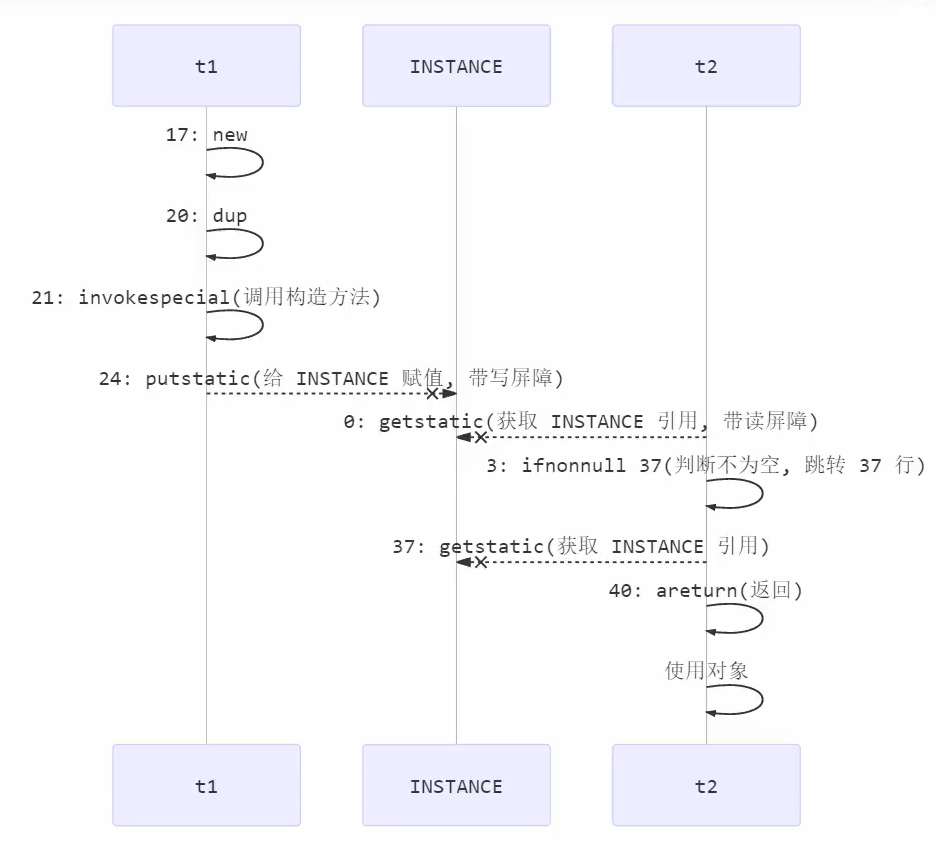 t1 INSTANCE t2
17: new
20: dup
21: invokespecial(调用构造方法)
24: putstatic(给 INSTANCE 赋值, 带写屏障)
0: getstatic(获取 INSTANCE 引用, 带读屏障)
3: ifnonnull 37(判断不为空, 跳转 37 行)
37: getstatic(获取 INSTANCE 引用)
40: areturn(返回)
使用对象
t1 INSTANCE t2